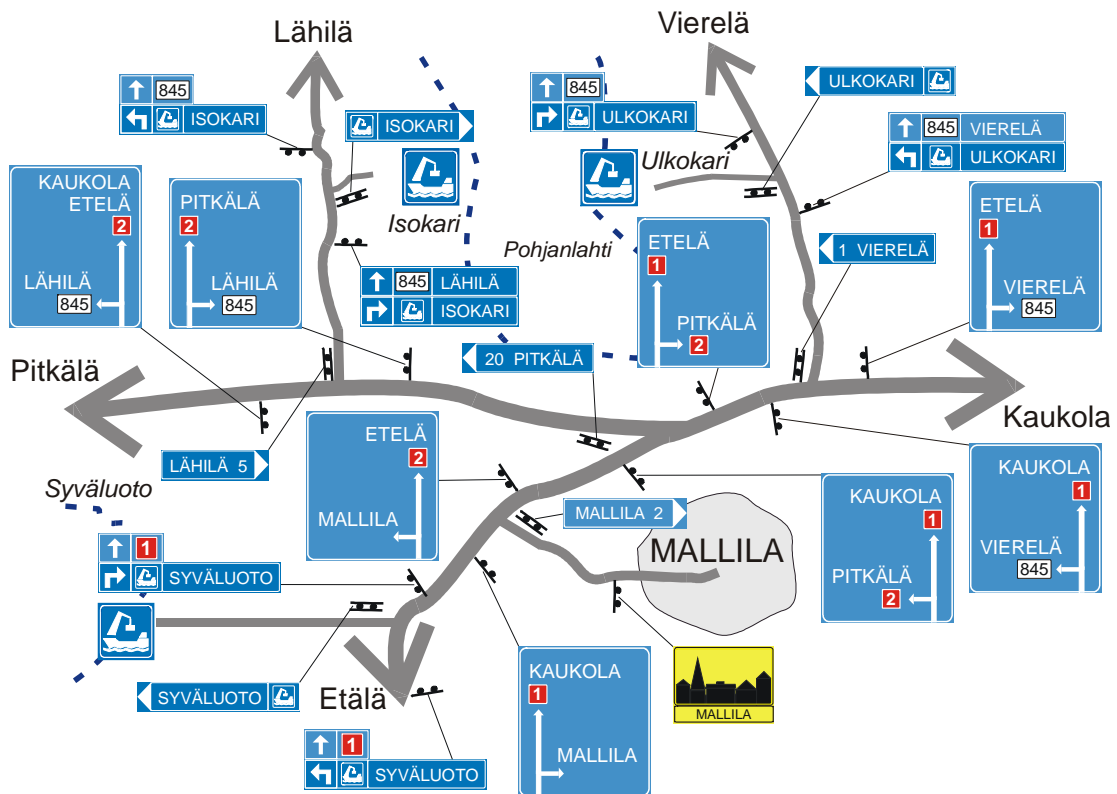 Lähilä
Vierelä
845
ISOKARI
ISOKARI
845
ULKOKARI
ULKOKARI
845 VIERELÄ
ULKOKARI
Ulkokari
Isokari
Pohjanlahti
KAUKOLA
ETELÄ
2
LÄHILÄ
845
PITKÄLÄ
2
LÄHILÄ
845
845 LÄHILÄ
ISOKARI
ETELÄ
1
PITKÄLÄ
2
1 VIERELÄ
ETELÄ
1
VIERELÄ
845
20 PITKÄLÄ
Pitkälä
Kaukola
LÄHILÄ 5
ETELÄ
2
MALLILA
Syväluoto
MALLILA 2
MALLILA
KAUKOLA
1
PITKÄLÄ
2
KAUKOLA
1
VIERELÄ
845
1
SYVÄLUOTO
SYVÄLUOTO
Etälä
KAUKOLA
1
MALLILA
MALLILA
1
SYVÄLUOTO